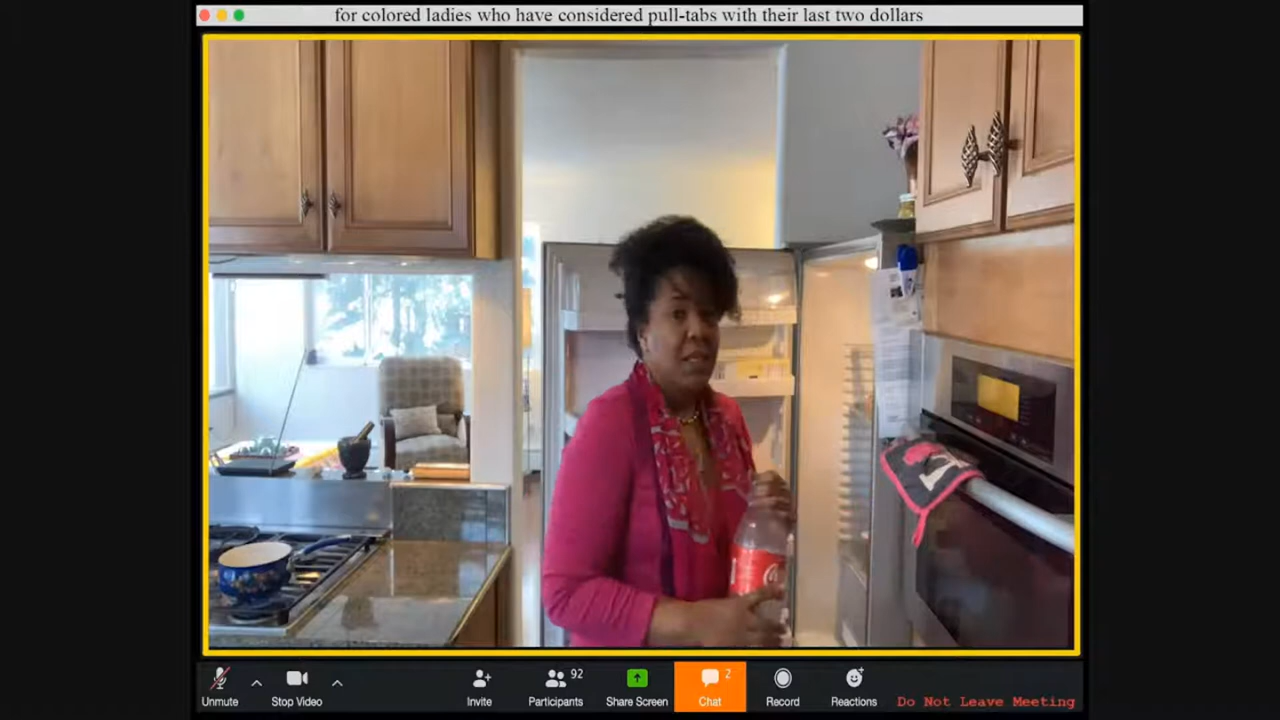 for colored ladies who have considered pull-tabs with their last two dollars
Unmute
Stop Video
Invite
92
Participants
Share Screen
2
Chat
Record
Reactions
Do Not Leave Meeting